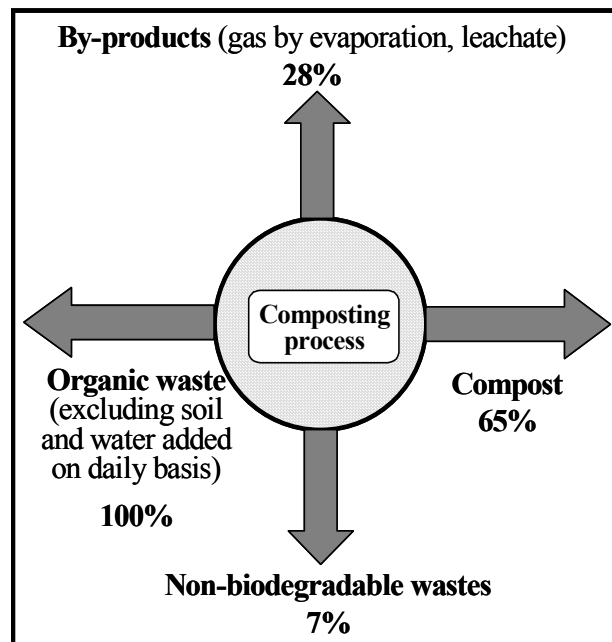 By-products (gas by evaporation, leachate)
28%
Composting
process
Organic waste
(excluding soil
and water added
on daily basis)
100%
Compost
65%
Non-biodegradable wastes
7%